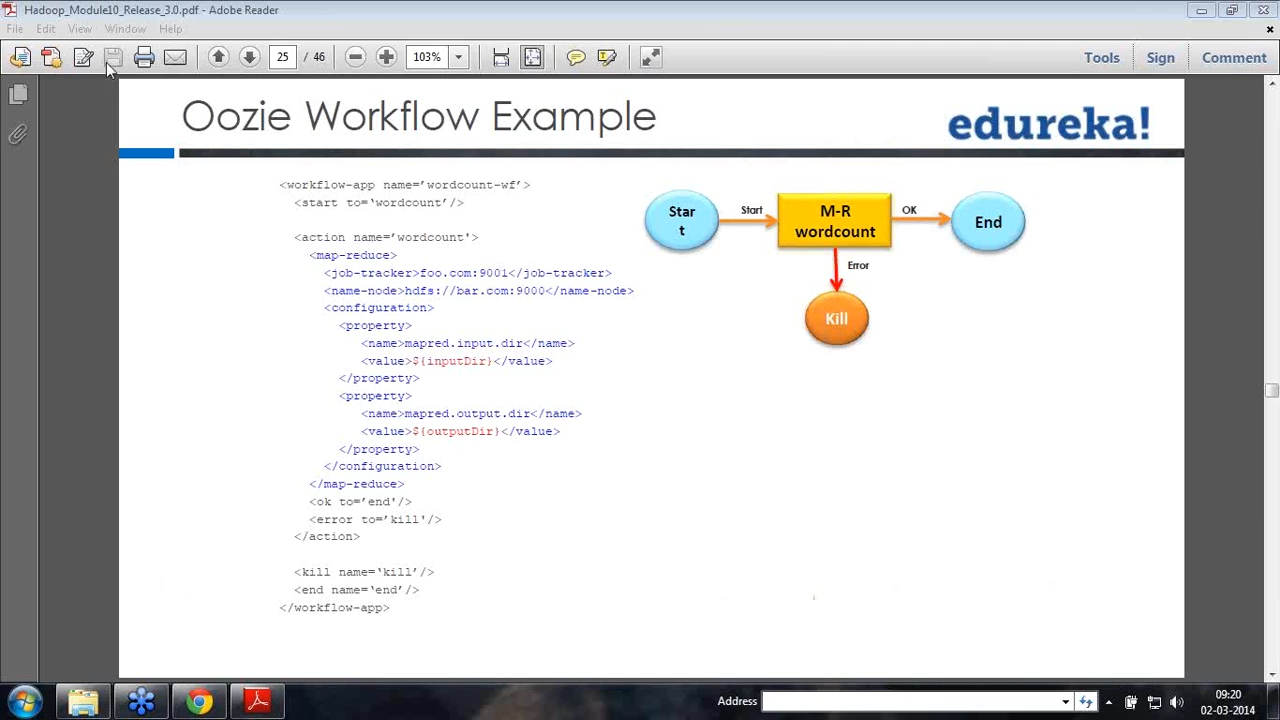 Hadoop_Module10_Release_3.0.pdf - Adobe Reader
File Edit View Window Help
25 / 46 103% Tools Sign Comment
Oozie Workflow Example
edureka!
<workflow-app name='wordcount-wf'>
<start to='wordcount'/>
<action name='wordcount'>
<map-reduce>
<job-tracker>foo.com:9001</job-tracker>
<name-node>hdfs://bar.com:9000</name-node>
<configuration>
<property>
<name>mapred.input.dir</name>
<value>${inputDir}</value>
</property>
<property>
<name>mapred.output.dir</name>
<value>${outputDir}</value>
</property>
</configuration>
</map-reduce>
<ok to='end'/>
<error to='kill'/>
</action>
<kill name='kill'/>
<end name='end'/>
</workflow-app>
Star
t
Start
M-R
wordcount
OK
End
Error
Kill
Address
09:20
02-03-2014